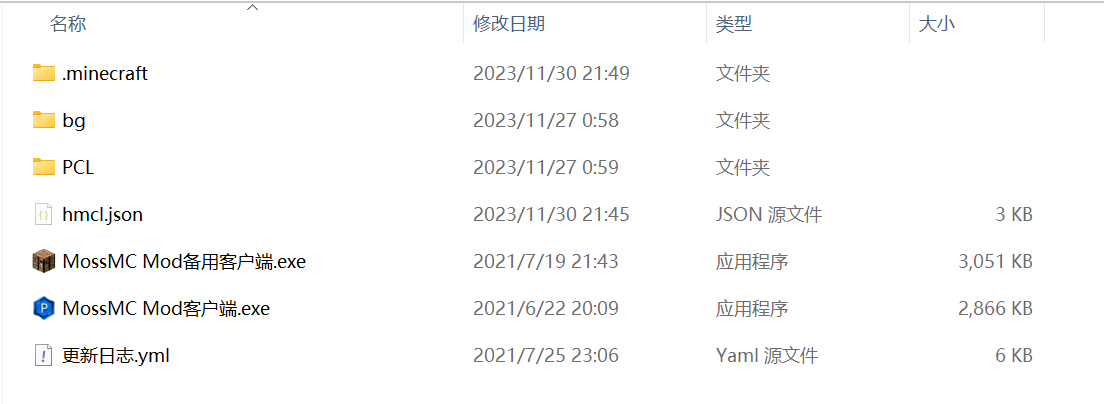 名称 修改日期 类型 大小
.minecraft 2023/11/30 21:49 文件夹
bg 2023/11/27 0:58 文件夹
PCL 2023/11/27 0:59 文件夹
hmcl.json 2023/11/30 21:45 JSON 源文件 3 KB
MossMC Mod备用客户端.exe 2021/7/19 21:43 应用程序 3,051 KB
MossMC Mod客户端.exe 2021/6/22 20:09 应用程序 2,866 KB
更新日志.yml 2021/7/25 23:06 Yaml 源文件 6 KB